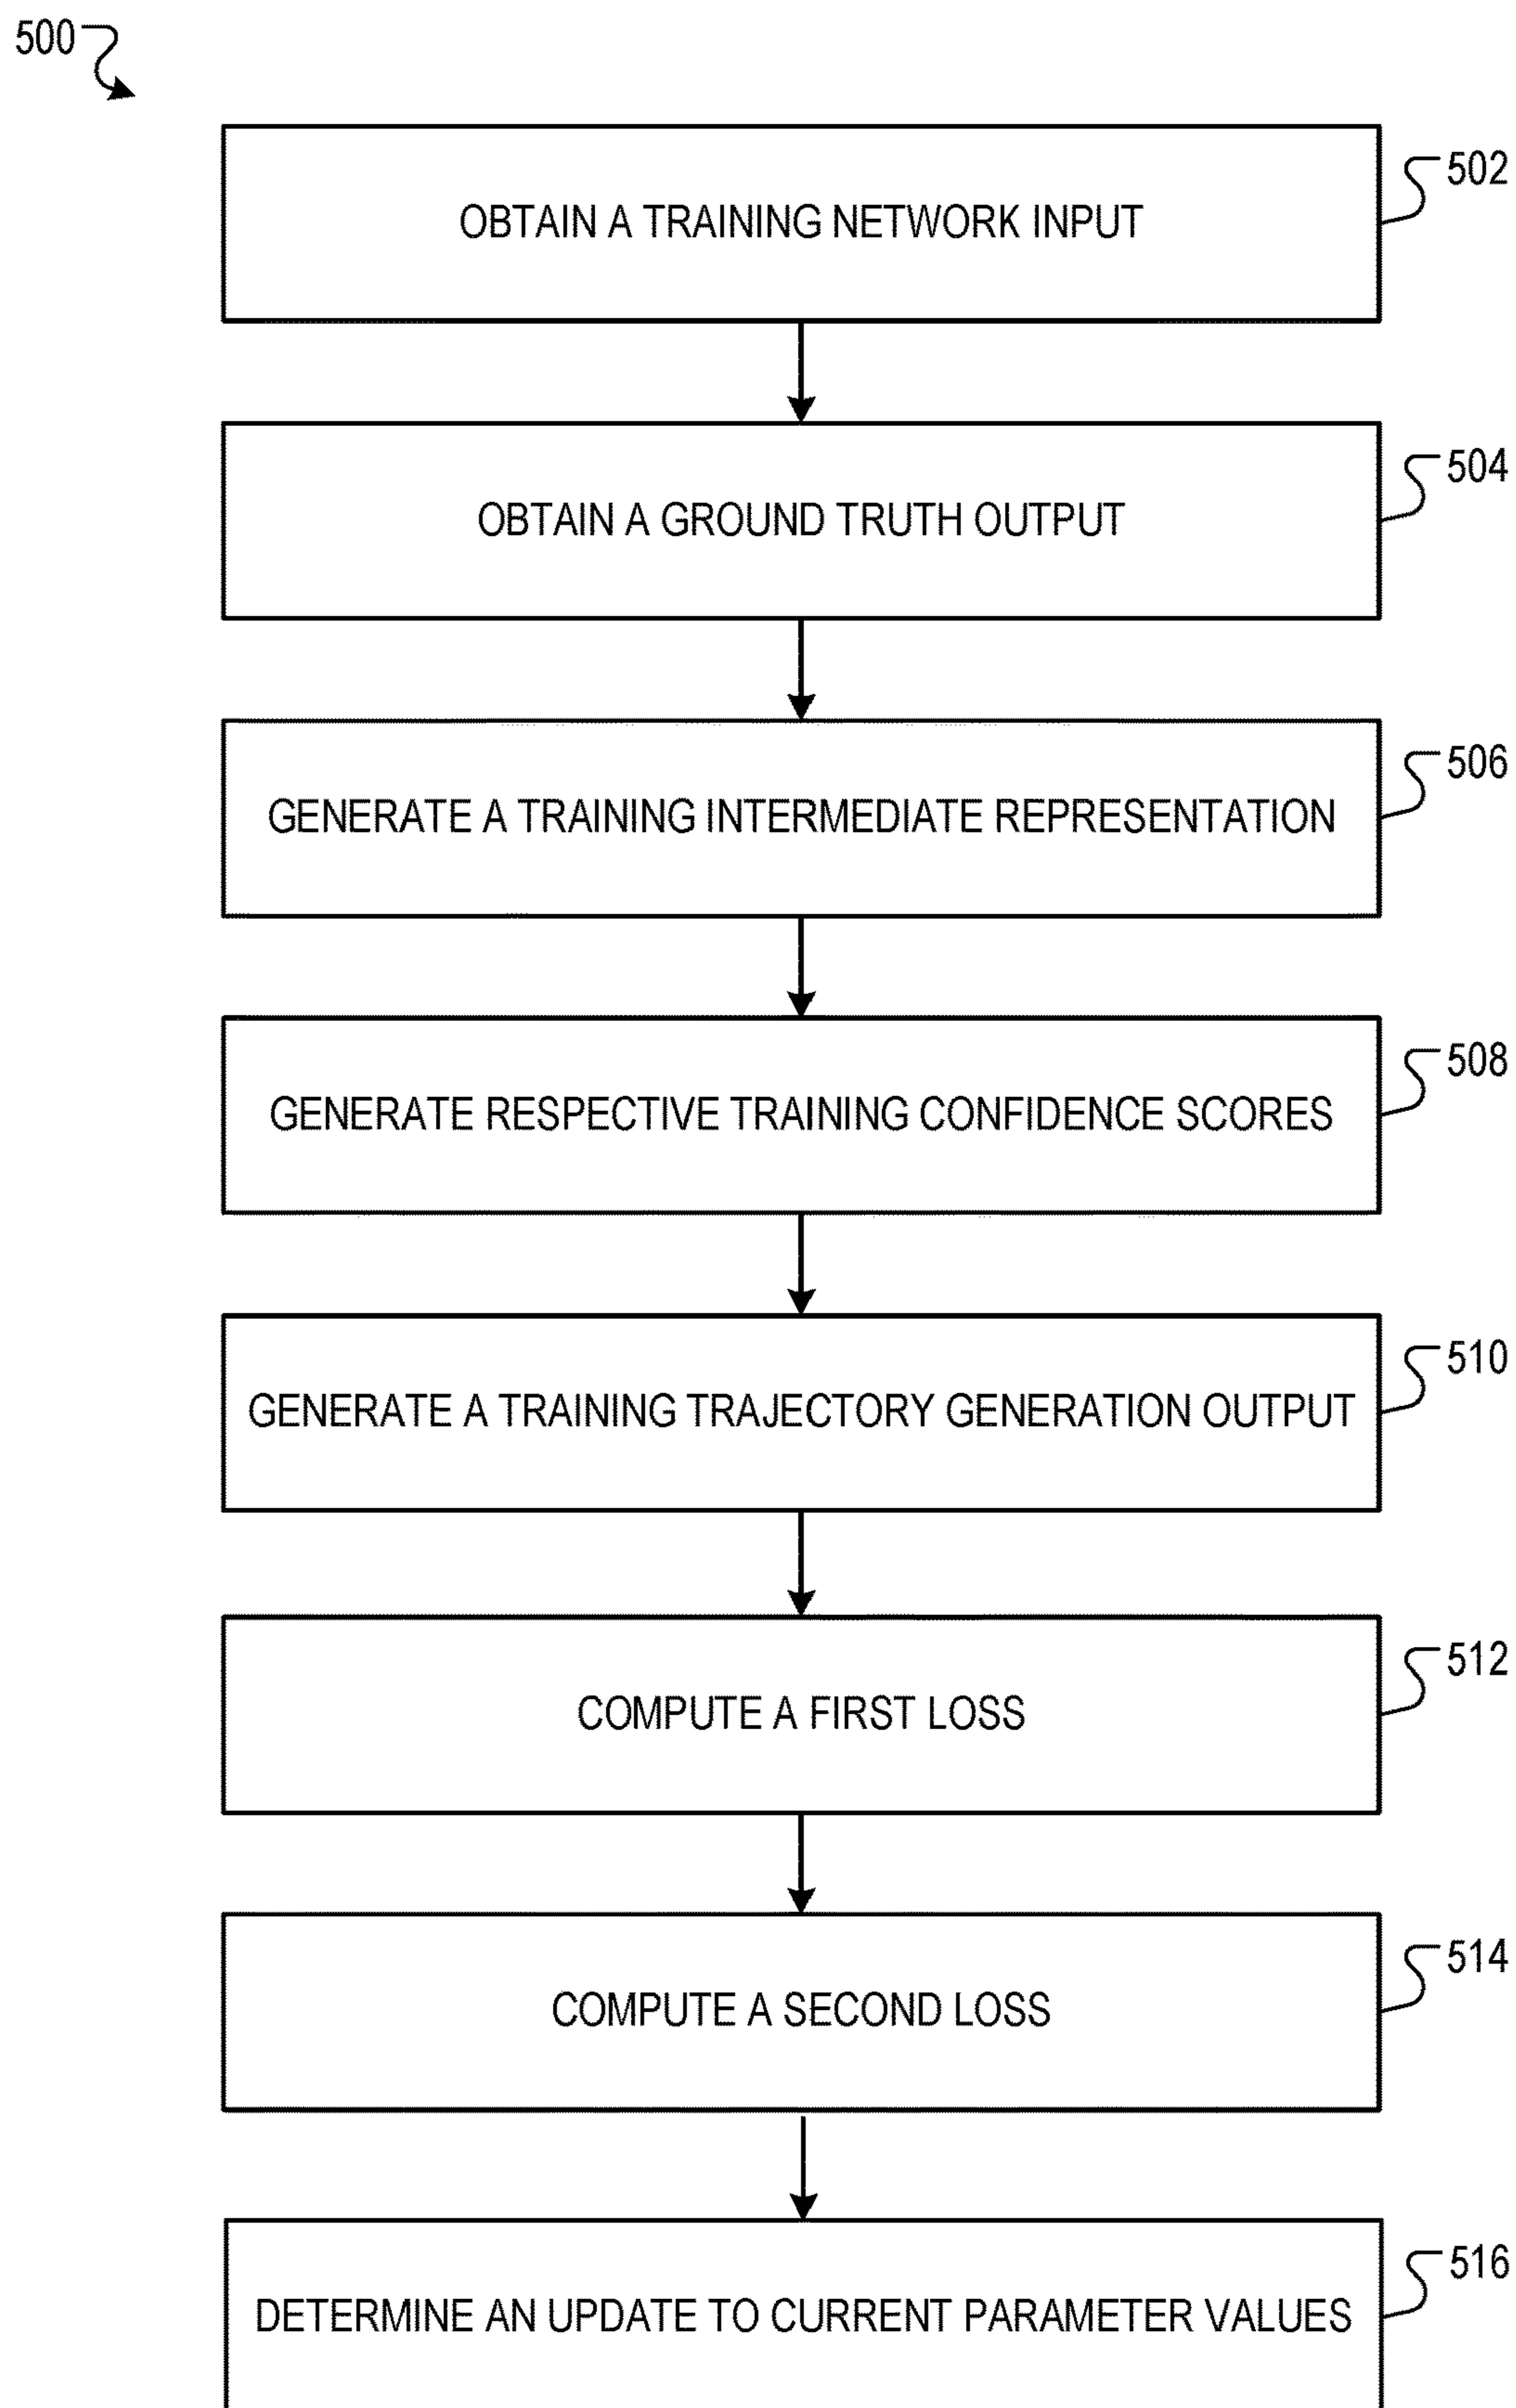 500
OBTAIN A TRAINING NETWORK INPUT
502
OBTAIN A GROUND TRUTH OUTPUT
504
GENERATE A TRAINING INTERMEDIATE REPRESENTATION
506
GENERATE RESPECTIVE TRAINING CONFIDENCE SCORES
508
GENERATE A TRAINING TRAJECTORY GENERATION OUTPUT
510
COMPUTE A FIRST LOSS
512
COMPUTE A SECOND LOSS
514
DETERMINE AN UPDATE TO CURRENT PARAMETER VALUES
516